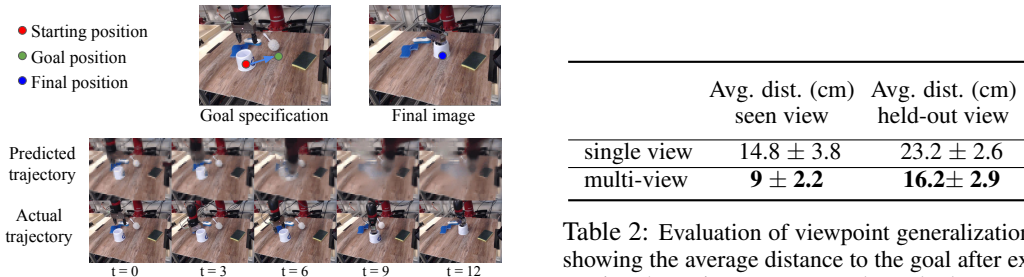 Starting position
Goal position
Final position
Goal specification
Final image
Predicted
trajectory
Actual
trajectory
t = 0
t = 3
t = 6
t = 9
t = 12
Avg. dist. (cm) Avg. dist. (cm)
seen view held-out view
single view 14.8 ± 3.8 23.2 ± 2.6
multi-view 9 ± 2.2 16.2± 2.9
Table 2: Evaluation of viewpoint generalization
showing the average distance to the goal after ex